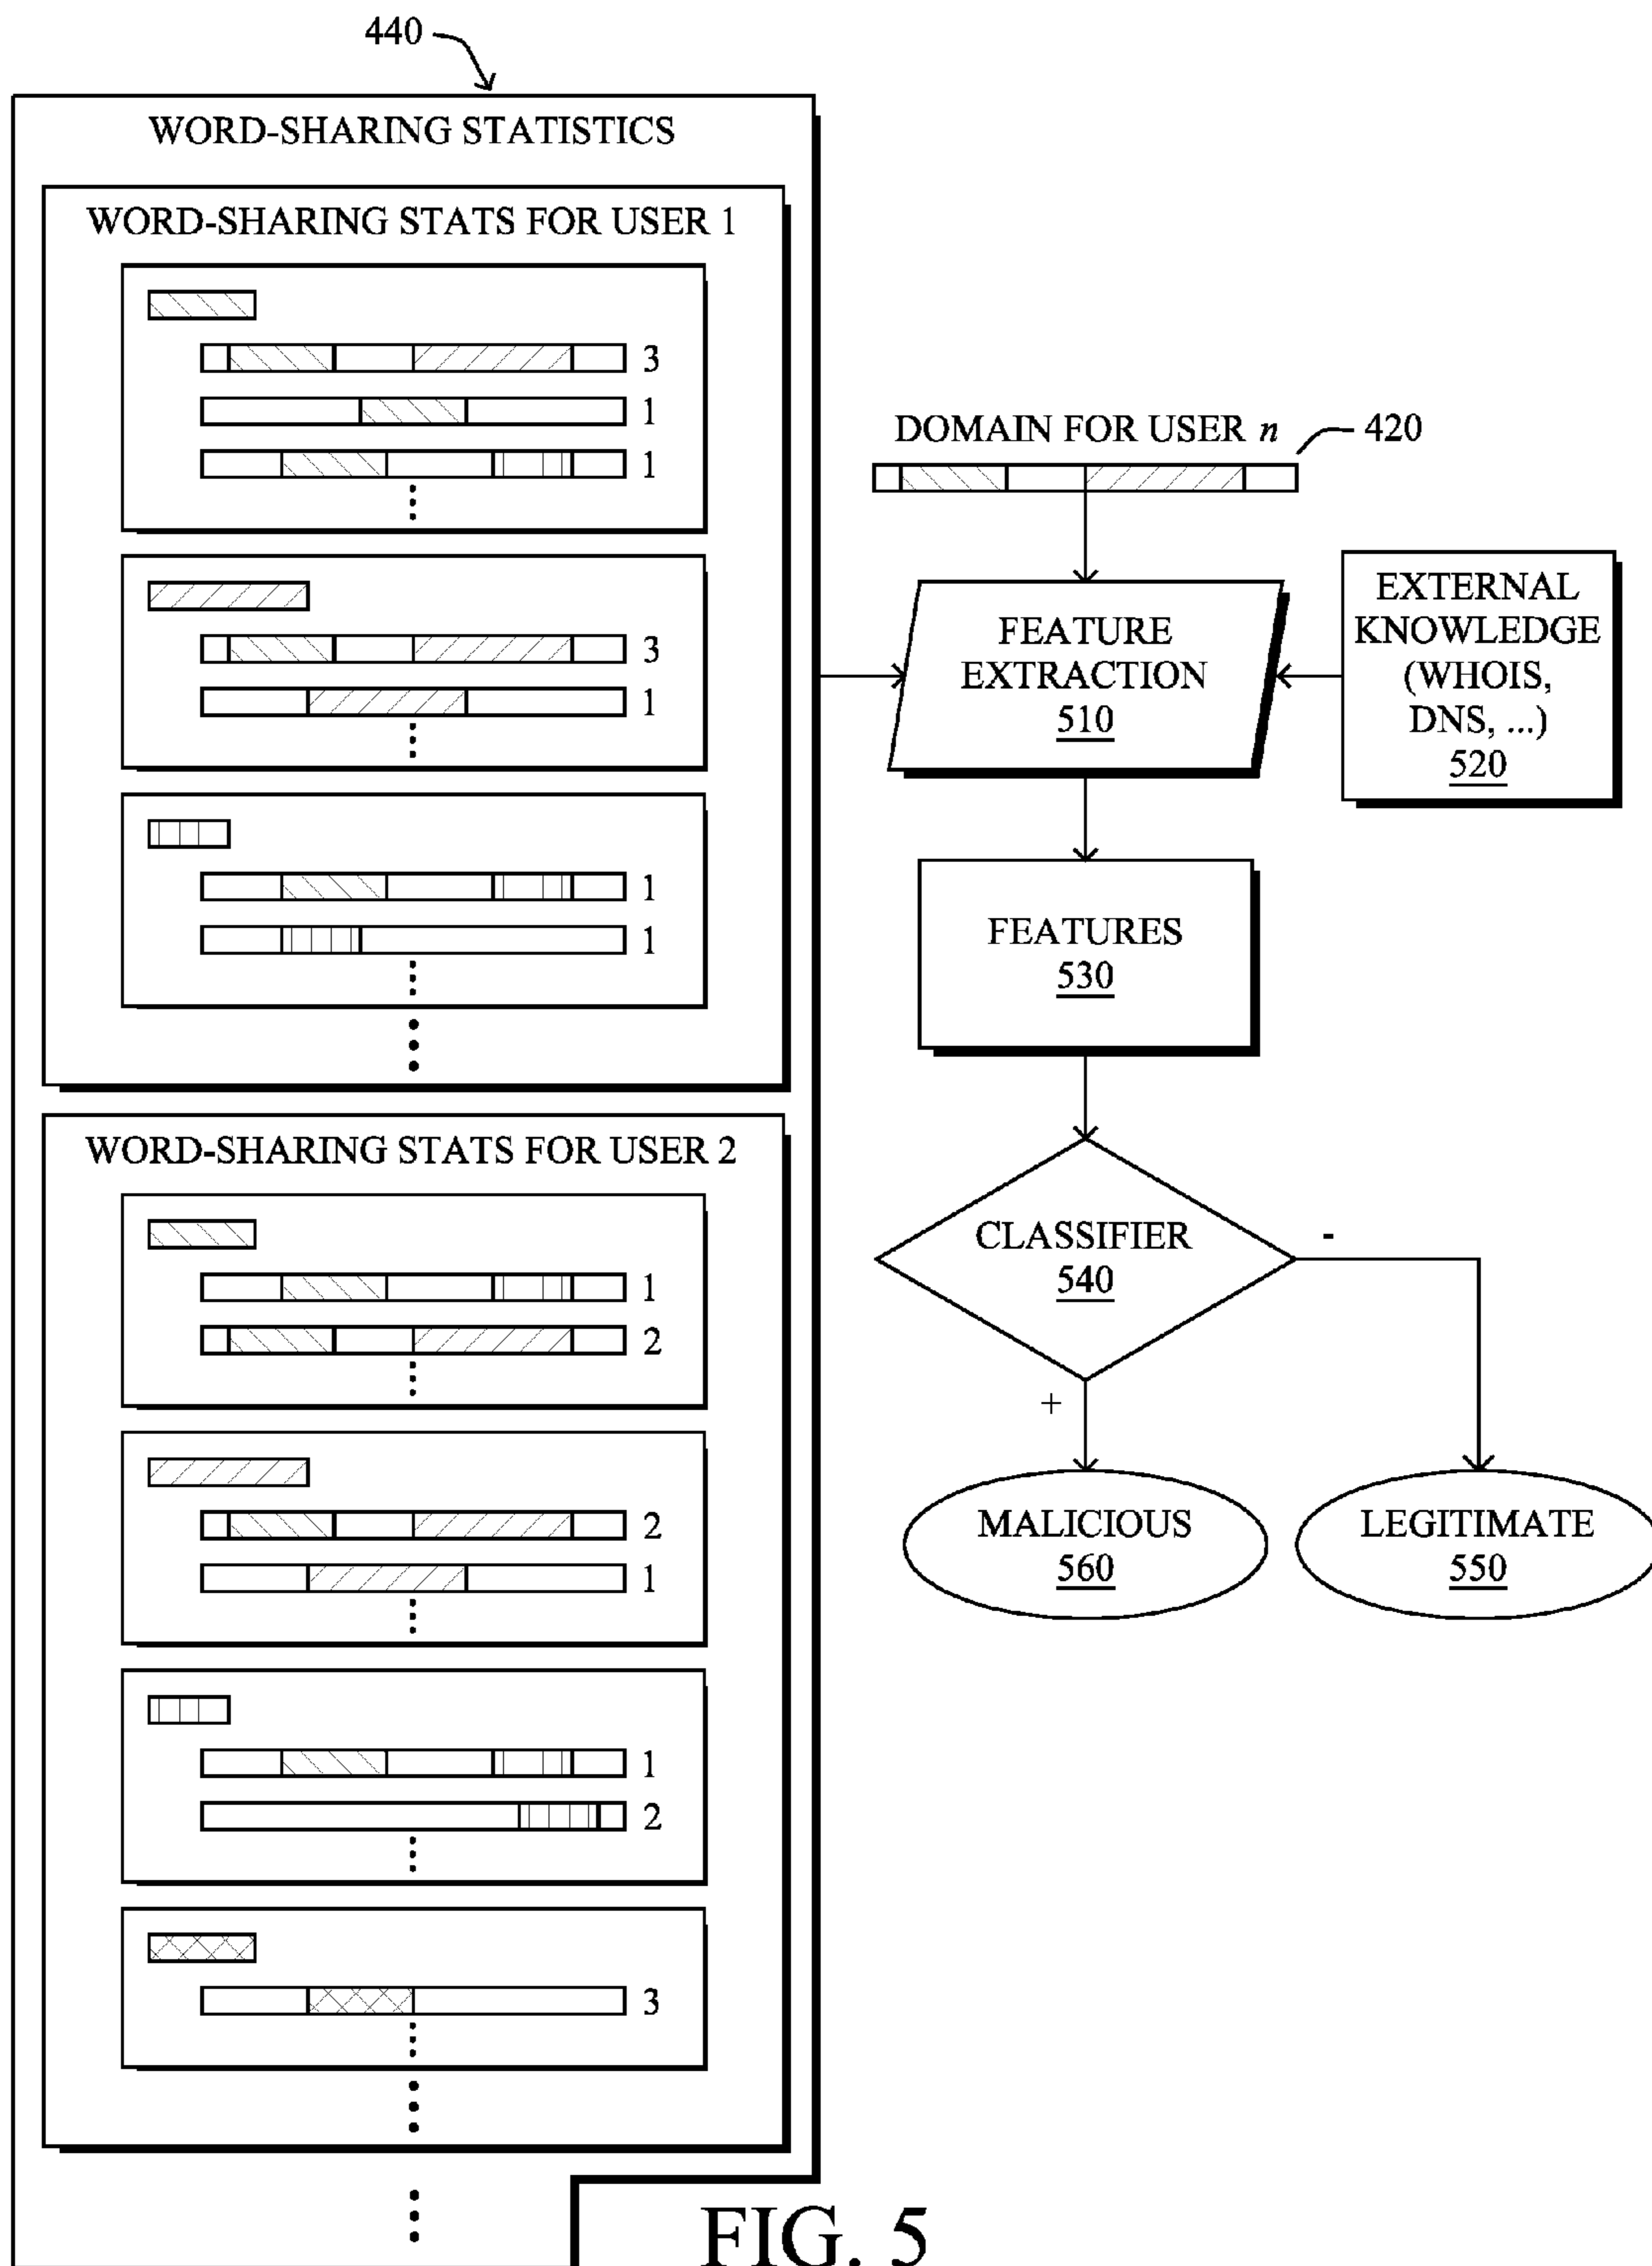 440
WORD-SHARING STATISTICS
WORD-SHARING STATS FOR USER 1
3
1
1
3
1
1
1
WORD-SHARING STATS FOR USER 2
1
2
2
1
1
2
3
DOMAIN FOR USER n
420
FEATURE
EXTRACTION
510
EXTERNAL
KNOWLEDGE
(WHOIS,
DNS, ...)
520
FEATURES
530
CLASSIFIER
540
-
+
MALICIOUS
560
LEGITIMATE
550
FIG. 5